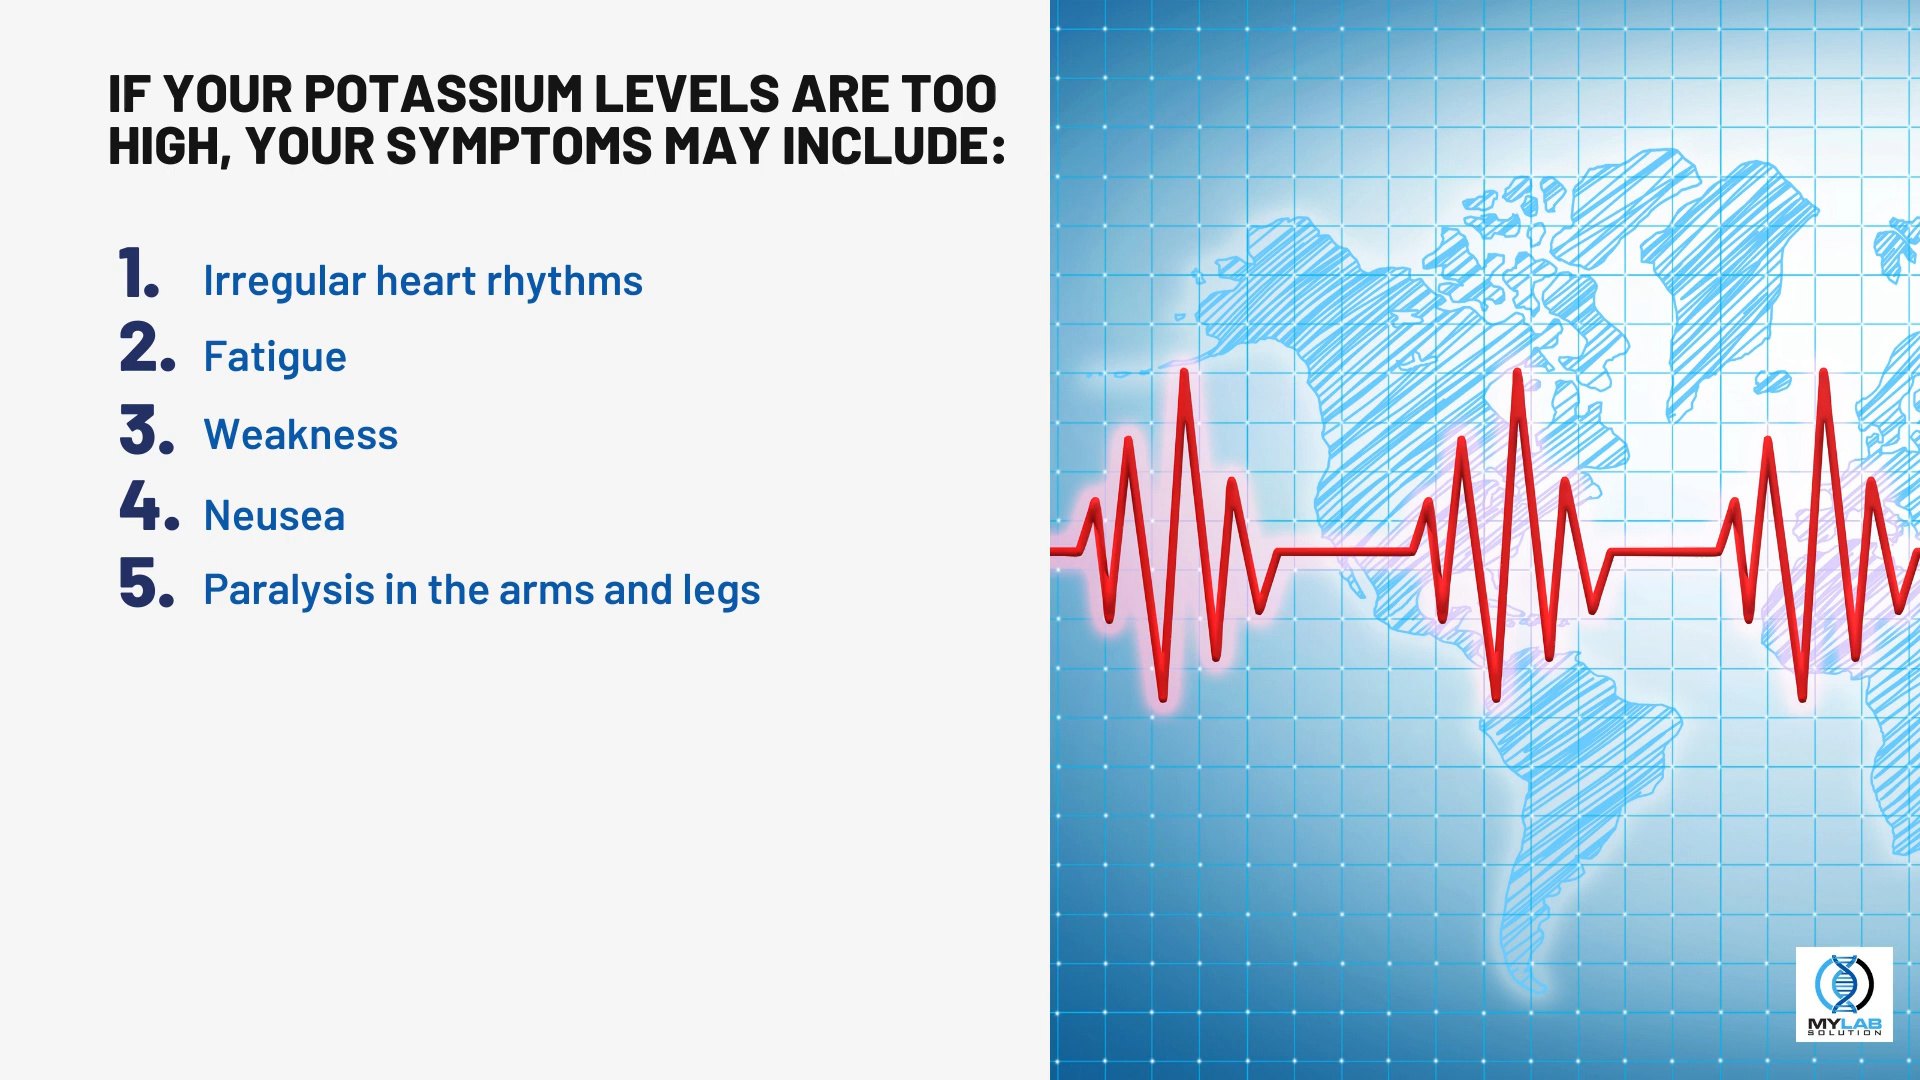 IF YOUR POTASSIUM LEVELS ARE TOO
HIGH, YOUR SYMPTOMS MAY INCLUDE:
1. Irregular heart rhythms
2. Fatigue
3. Weakness
4. Neusea
5. Paralysis in the arms and legs
MYLAB
SOLUTION